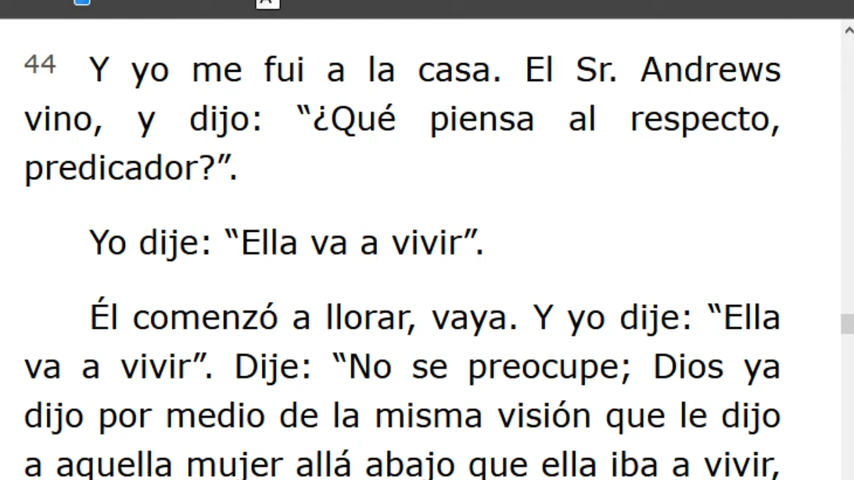 44 Y yo me fui a la casa. El Sr. Andrews
vino, y dijo: “¿Qué piensa al respecto,
predicador?”.
Yo dije: “Ella va a vivir”.
Él comenzó a llorar, vaya. Y yo dije: “Ella
va a vivir”. Dije: “No se preocupe; Dios ya
dijo por medio de la misma visión que le dijo
a aquella mujer allá abajo que ella iba a vivir,